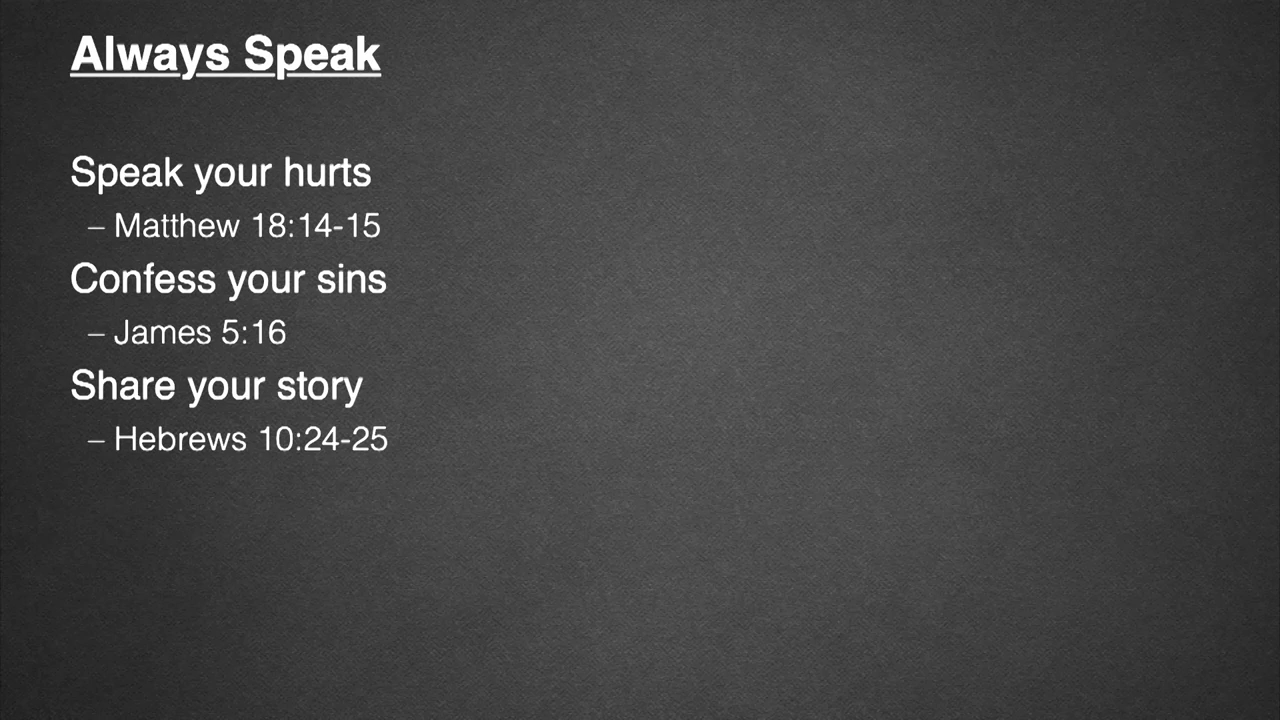 Always Speak
Speak your hurts
– Matthew 18:14-15
Confess your sins
– James 5:16
Share your story
– Hebrews 10:24-25